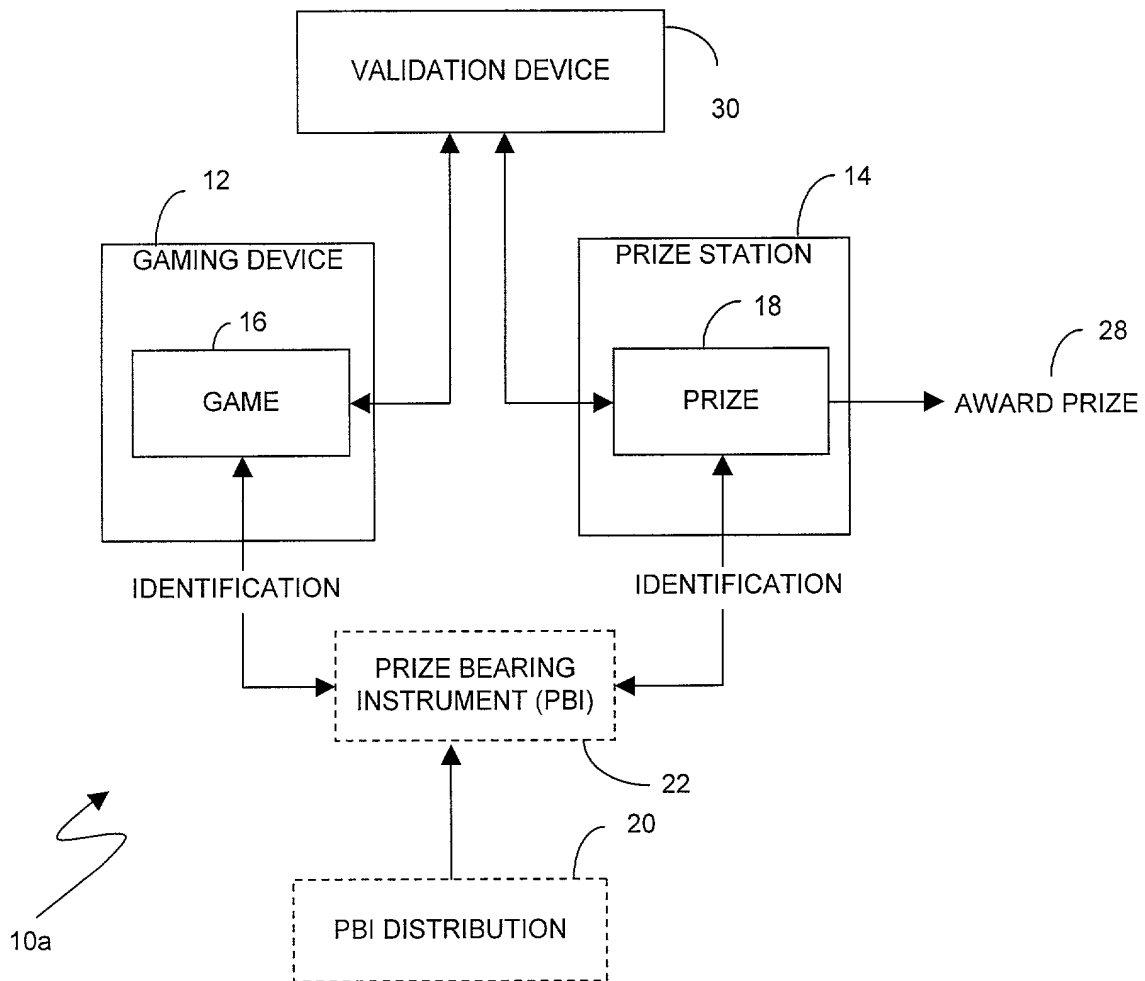 VALIDATION DEVICE
30
12
14
GAMING DEVICE
PRIZE STATION
16
18
28
GAME
PRIZE
AWARD PRIZE
IDENTIFICATION
IDENTIFICATION
PRIZE BEARING
INSTRUMENT (PBI)
22
20
PBI DISTRIBUTION
10a